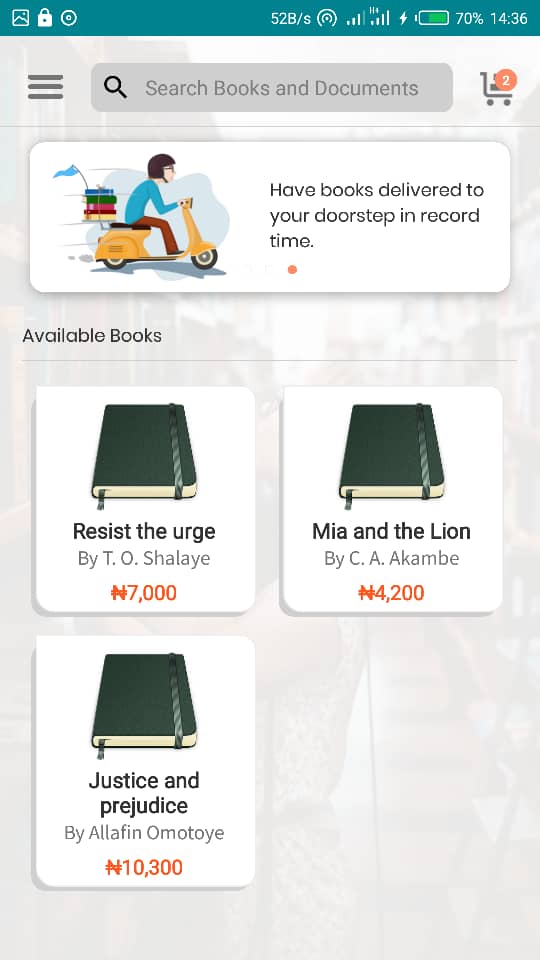 52B/s H+ 70% 14:36
Search Books and Documents
2
Have books delivered to
your doorstep in record
time.
Available Books
Resist the urge
By T. O. Shalaye
₦7,000
Mia and the Lion
By C. A. Akambe
₦4,200
Justice and
prejudice
By Allafin Omotoye
₦10,300